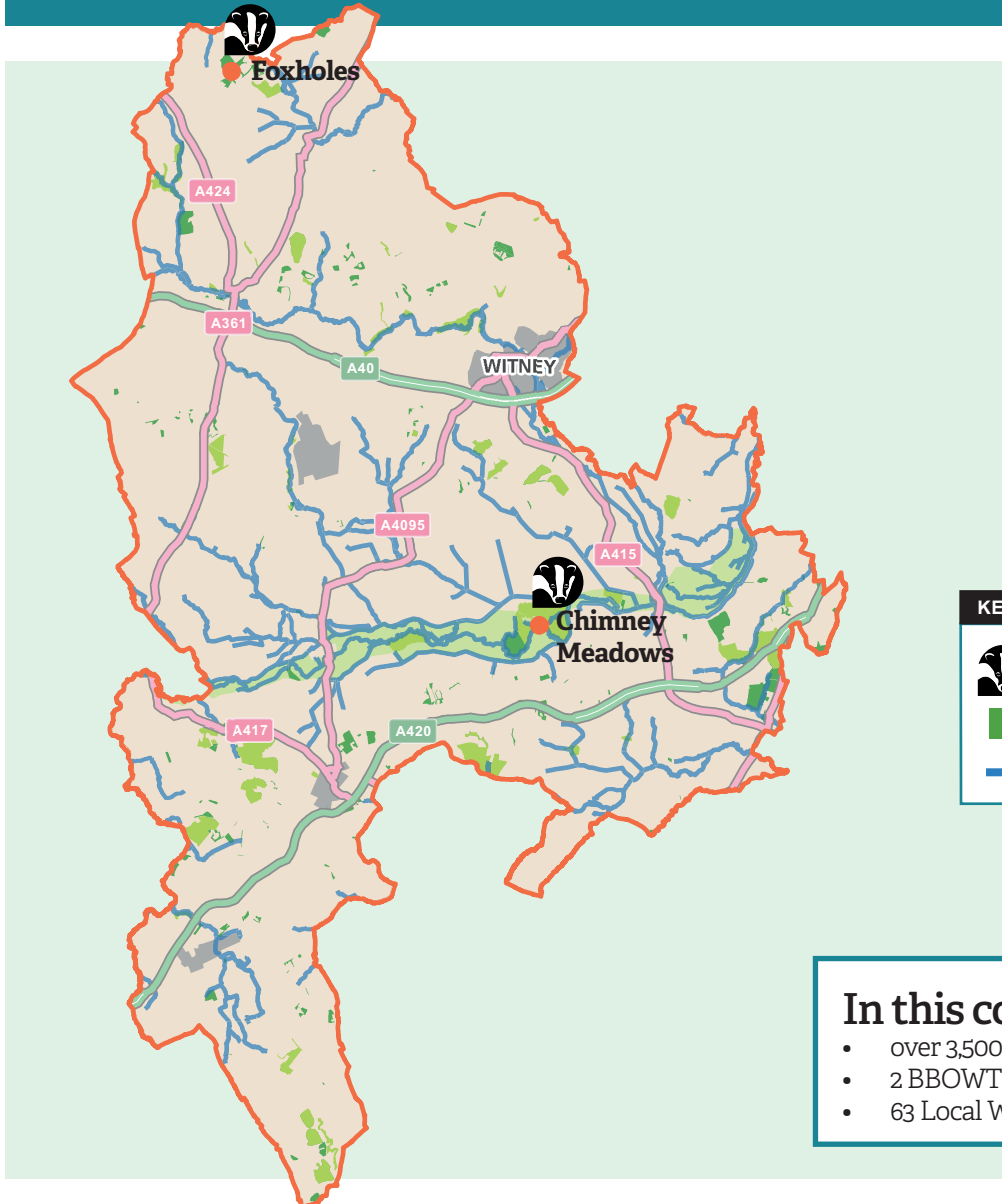 Foxholes
A424
A361
A40
WITNEY
A4095
A415
Chimney
Meadows
KE
A417
A420
In this co
• over 3,500
• 2 BBOWT
• 63 Local W